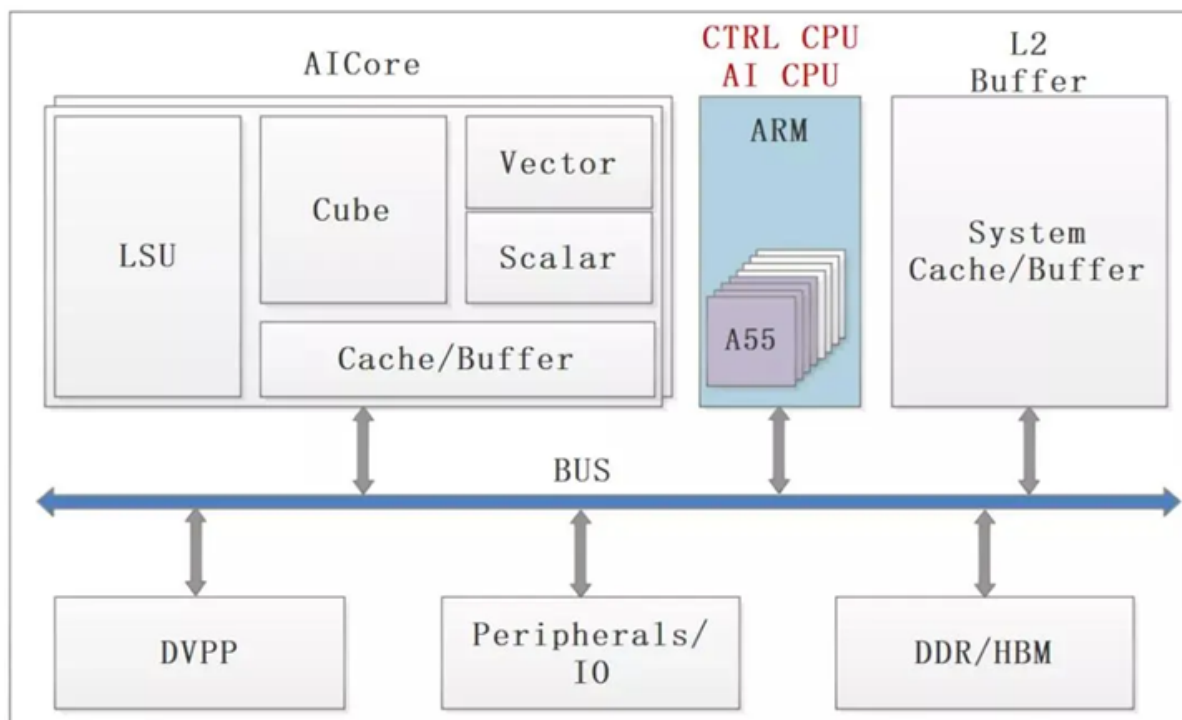 AICore
CTRL CPU
AI CPU
L2
Buffer
LSU
Cube
Vector
Scalar
Cache/Buffer
ARM
A55
System
Cache/Buffer
BUS
DVPP
Peripherals/
IO
DDR/HBM